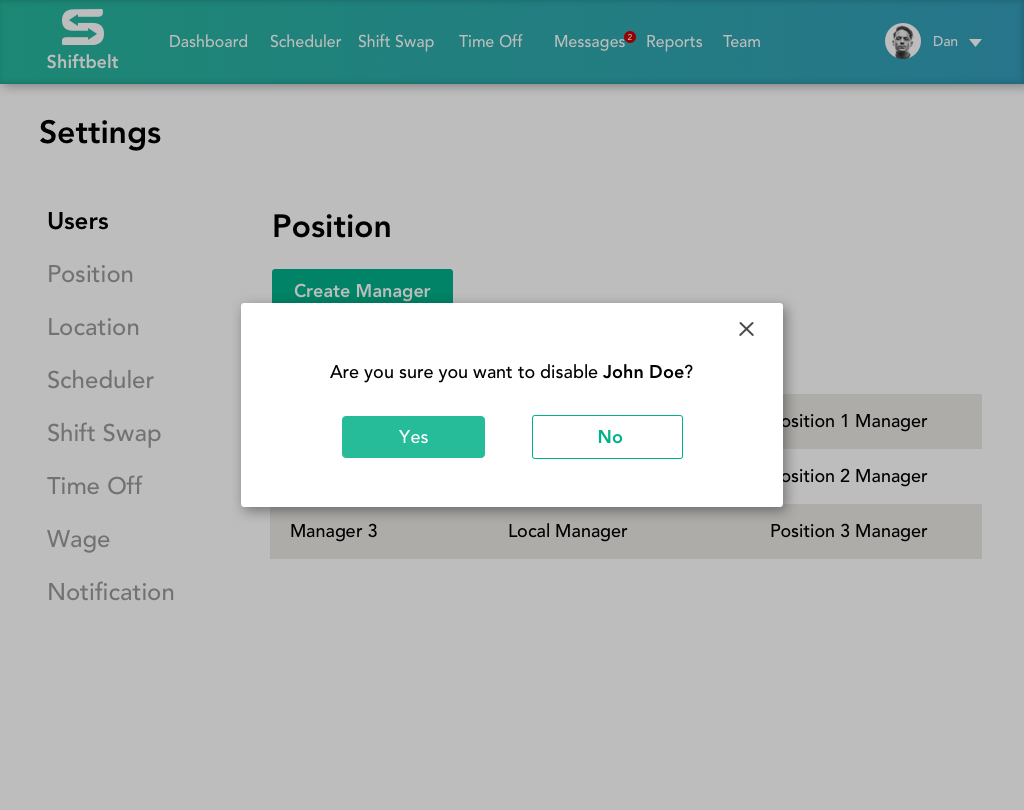 Shiftbelt
Dashboard Scheduler Shift Swap Time Off Messages 2 Reports Team Dan
Settings
Users
Position
Location
Scheduler
Shift Swap
Time Off
Wage
Notification
Position
Create Manager
Are you sure you want to disable John Doe?
Yes No
osition 1 Manager
osition 2 Manager
Manager 3 Local Manager Position 3 Manager